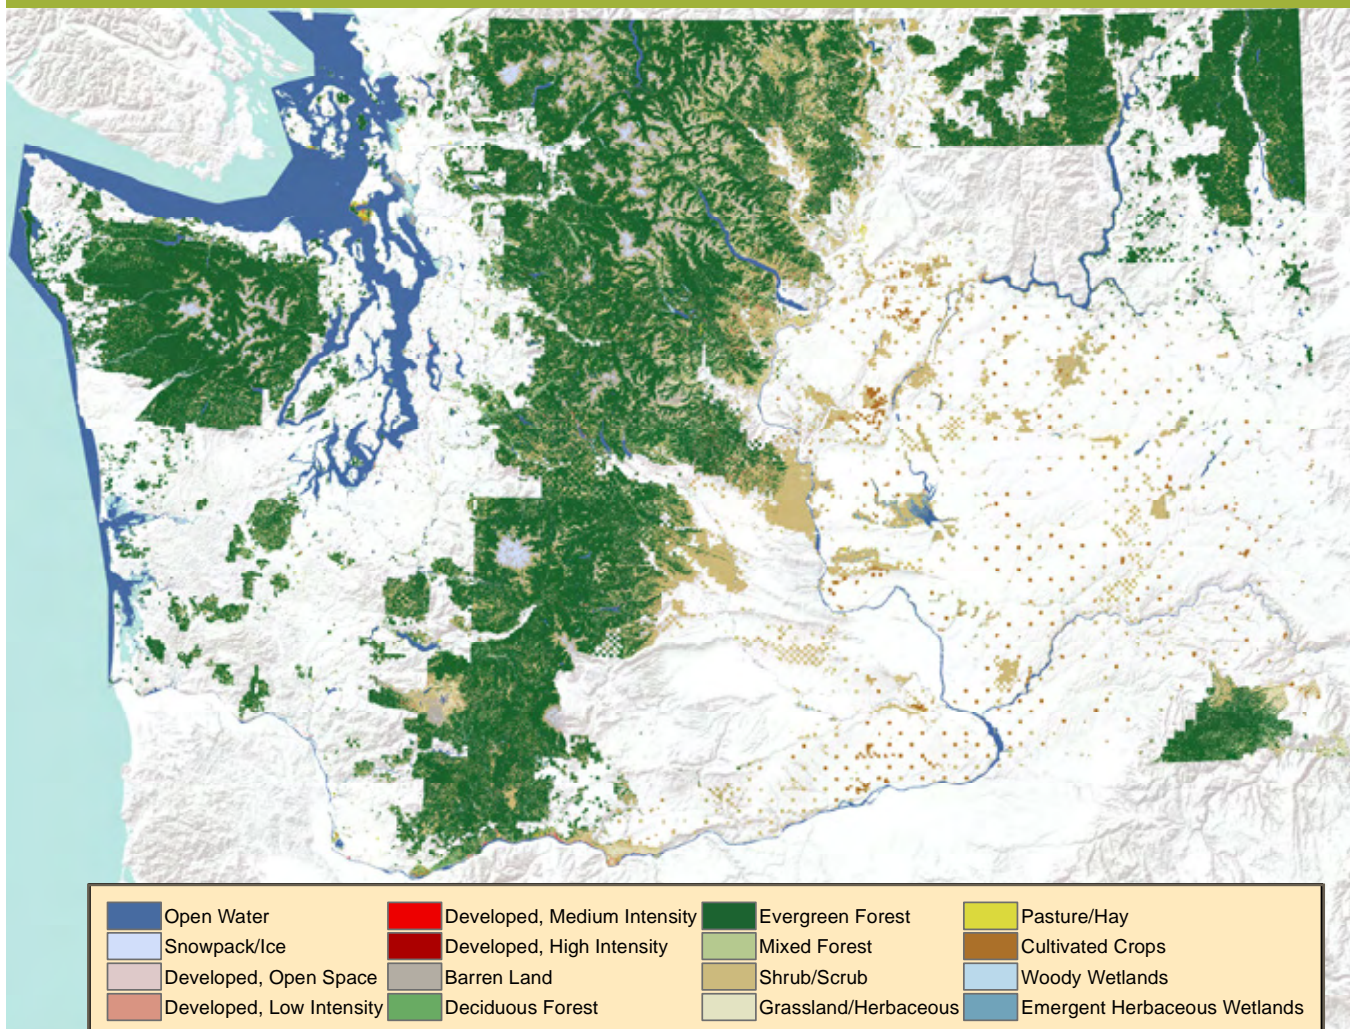 Open Water
Snowpack/Ice
Developed, Open Space
Developed, Low Intensity
Developed, Medium Intensity
Developed, High Intensity
Barren Land
Deciduous Forest
Evergreen Forest
Mixed Forest
Shrub/Scrub
Grassland/Herbaceous
Pasture/Hay
Cultivated Crops
Woody Wetlands
Emergent Herbaceous Wetlands